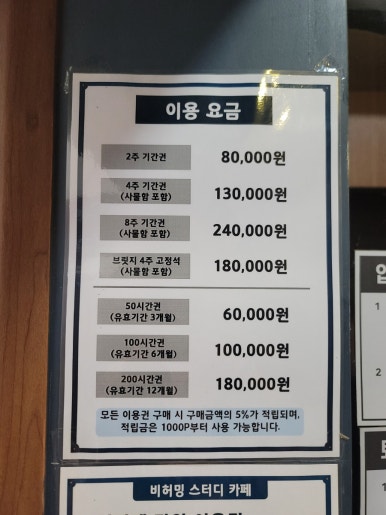 이용 요금
2주 기간권 80,000원
4주 기간권
(사물함 포함) 130,000원
8주 기간권
(사물함 포함) 240,000원
브릿지 4주 고정석
(사물함 포함) 180,000원
50시간권
(유효기간 3개월) 60,000원
100시간권
(유효기간 6개월) 100,000원
200시간권
(유효기간 12개월) 180,000원
모든 이용권 구매 시 구매금액의 5%가 적립되며,
적립금은 1000P부터 사용 가능합니다.
비허밍 스터디 카페
1
2
1